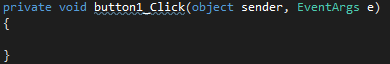 private void button1_Click(object sender, EventArgs e)
{
}